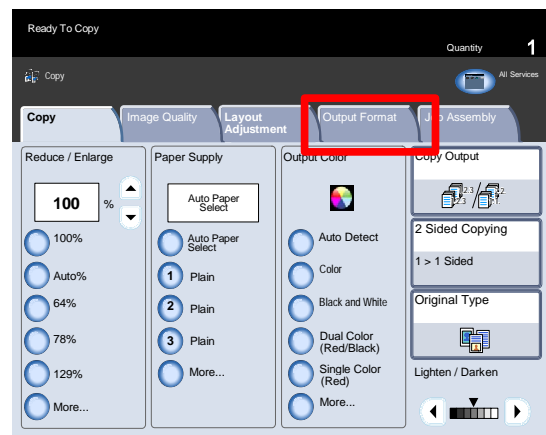 Ready To Copy
Quantity 1
Copy
All Services
Copy
Image Quality
Layout
Adjustment
Output Format
Job Assembly
Reduce / Enlarge
100 %
100%
Auto%
64%
78%
129%
More...
Paper Supply
Auto Paper
Select
Auto Paper
Select
1 Plain
2 Plain
3 Plain
More...
Output Color
Auto Detect
Color
Black and White
Dual Color
(Red/Black)
Single Color
(Red)
More...
Copy Output
2 Sided Copying
1 > 1 Sided
Original Type
Lighten / Darken